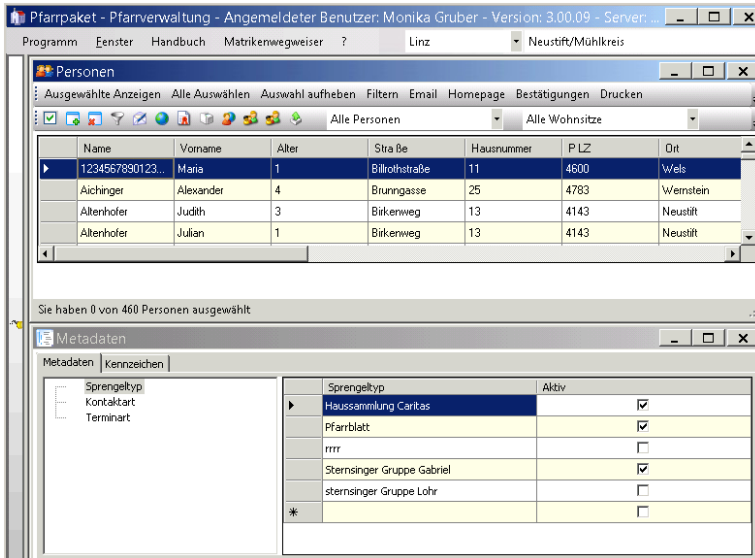 Pfarrpaket - Pfarrverwaltung - Angemeldeter Benutzer: Monika Gruber - Version: 3.00.09 - Server: ...
Programm Fenster Handbuch Matrikenwegweiser ? Linz Neustift/Mühlkreis
Personen
Ausgewählte Anzeigen Alle Auswählen Auswahl aufheben Filtern Email Homepage Bestätigungen Drucken
Alle Personen Alle Wohnsitze
Name Vorname Alter Straße Hausnummer PLZ Ort
1234567890123... Maria 1 Billrothstraße 11 4600 Wels
Aichinger Alexander 4 Brunngasse 25 4783 Wernstein
Altenhofer Judith 3 Birkenweg 13 4143 Neustift
Altenhofer Julian 1 Birkenweg 13 4143 Neustift
Sie haben 0 von 460 Personen ausgewählt
Metadaten
Metadaten Kennzeichen
Sprengeltyp
Kontaktart
Terminart
Sprengeltyp Aktiv
Haussammlung Caritas
Pfarrblatt
rrrr
Sternsinger Gruppe Gabriel
sternsinger Gruppe Lohr